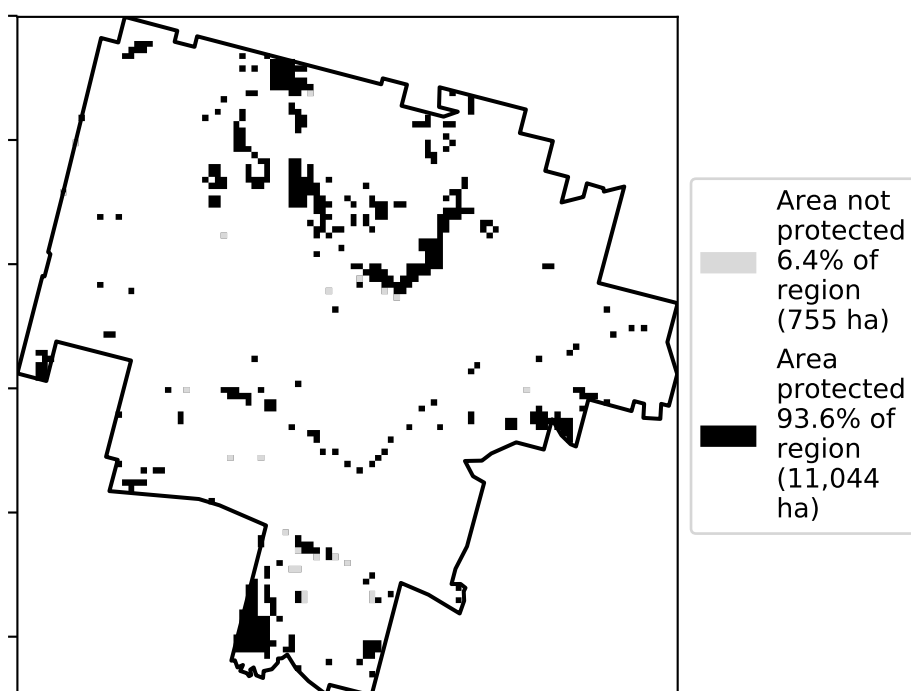 Area not
protected
6.4% of
region
(755 ha)
Area
protected
93.6% of
region
(11,044
ha)